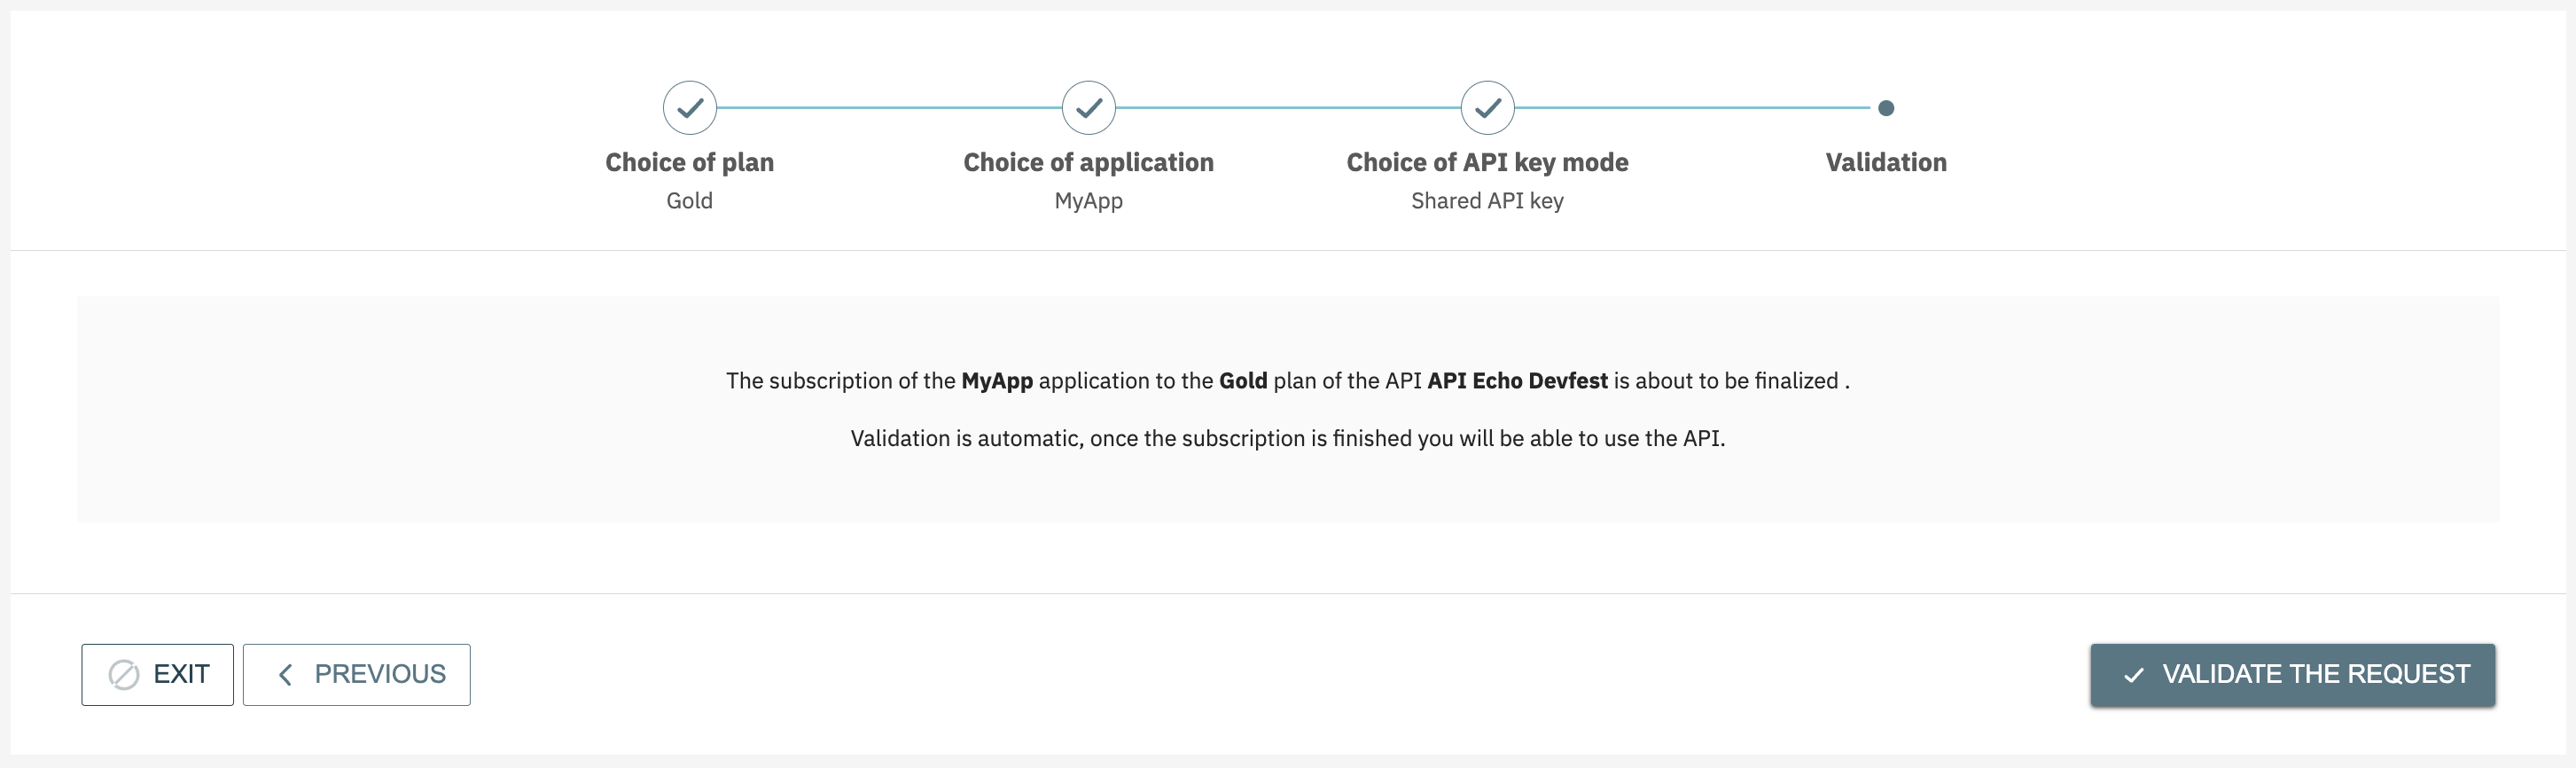 Choice of plan
Gold
Choice of application
MyApp
Choice of API key mode
Shared API key
Validation
The subscription of the MyApp application to the Gold plan of the API API Echo Devfest is about to be finalized .
Validation is automatic, once the subscription is finished you will be able to use the API.
EXIT
PREVIOUS
VALIDATE THE REQUEST